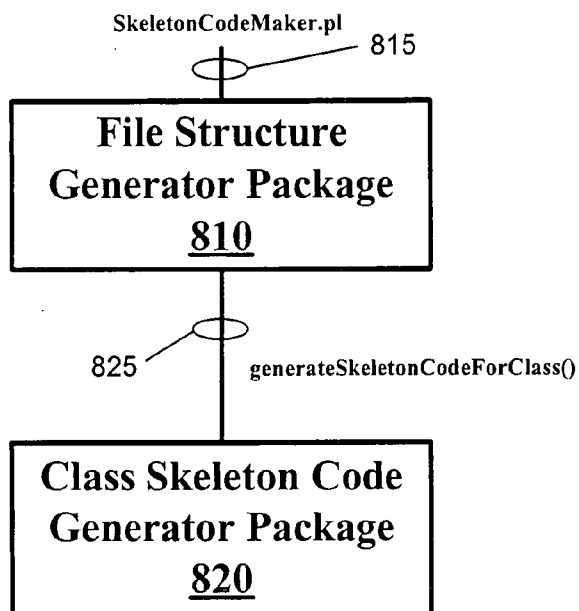 SkeletonCodeMaker.pl
815
File Structure
Generator Package
810
825
generateSkeletonCodeForClass()
Class Skeleton Code
Generator Package
820